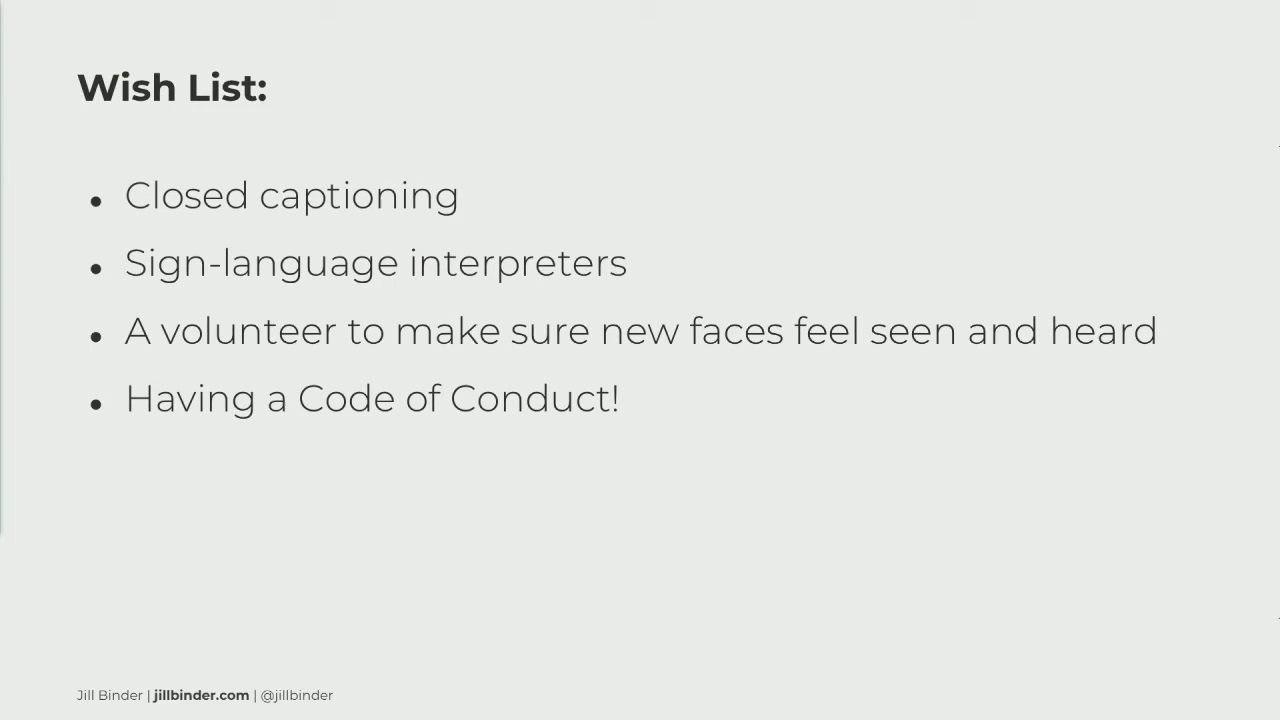 Wish List:
• Closed captioning
• Sign-language interpreters
• A volunteer to make sure new faces feel seen and heard
• Having a Code of Conduct!
Jill Binder | jillbinder.com | @jillbinder